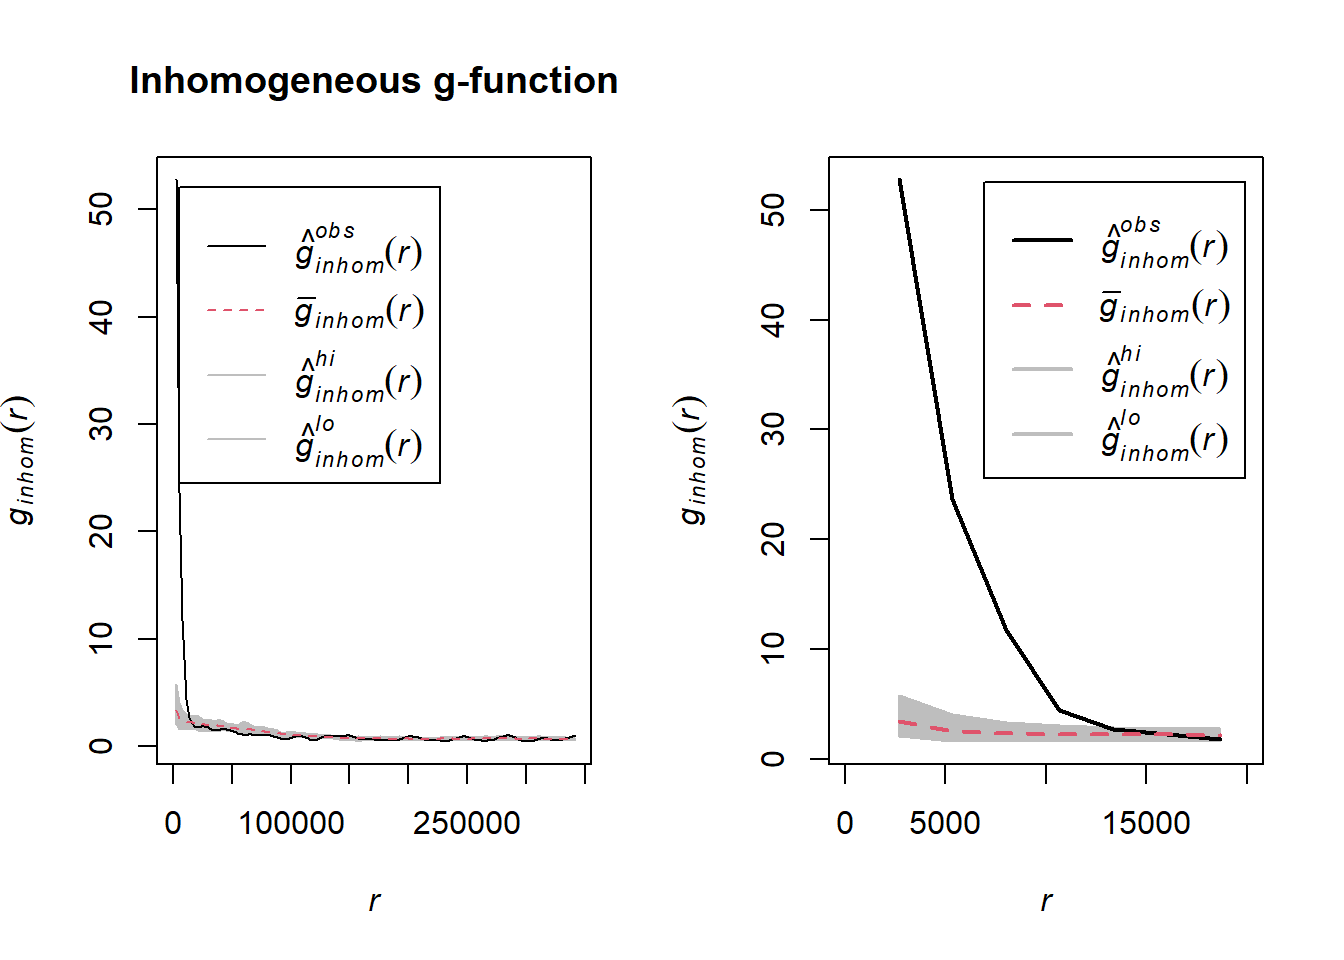 Inhomogeneous g-function
g_inhom(r)
50
40
30
20
10
0
ĝ^obs_inhom(r)
ḡ_inhom(r)
ĝ^hi_inhom(r)
ĝ^lo_inhom(r)
0 100000 250000
r
g_inhom(r)
50
40
30
20
10
0
ĝ^obs_inhom(r)
ḡ_inhom(r)
ĝ^hi_inhom(r)
ĝ^lo_inhom(r)
0 5000 15000
r